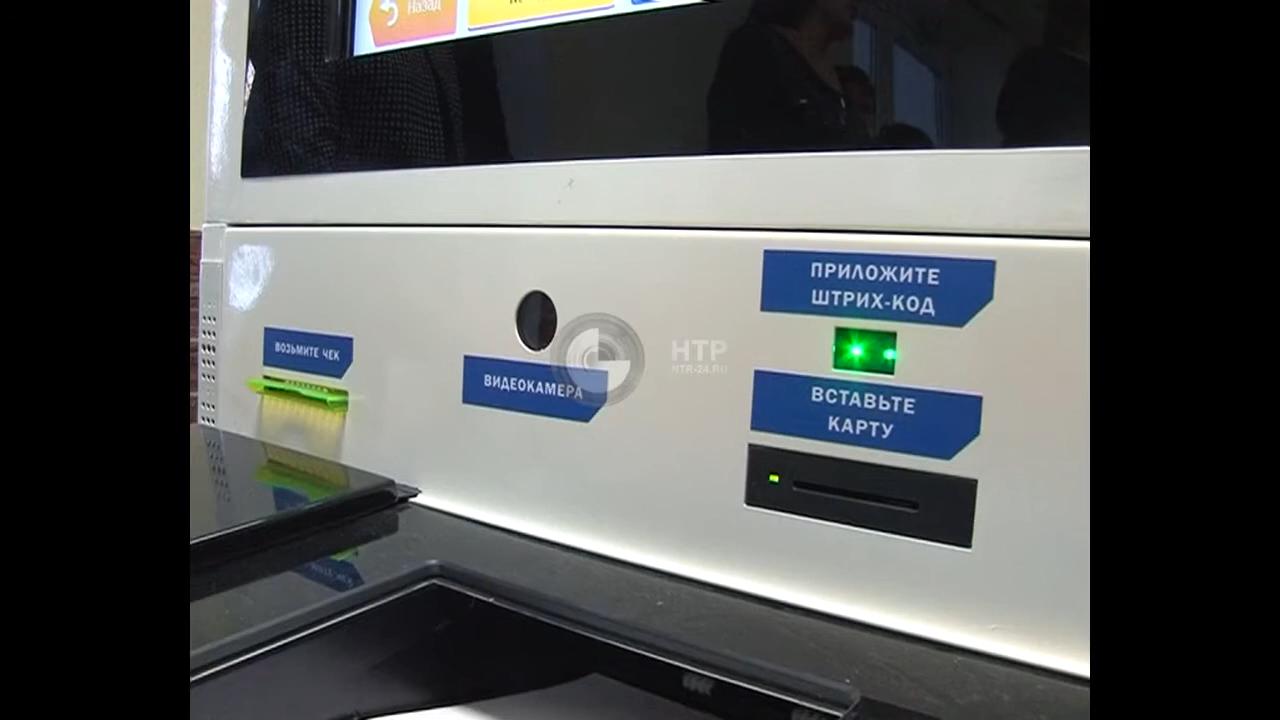 Назад
ПРИЛОЖИТЕ
ШТРИХ-КОД
ВОЗЬМИТЕ ЧЕК
ВИДЕОКАМЕРА
НТР
NTR-24.RU
ВСТАВЬТЕ
КАРТУ